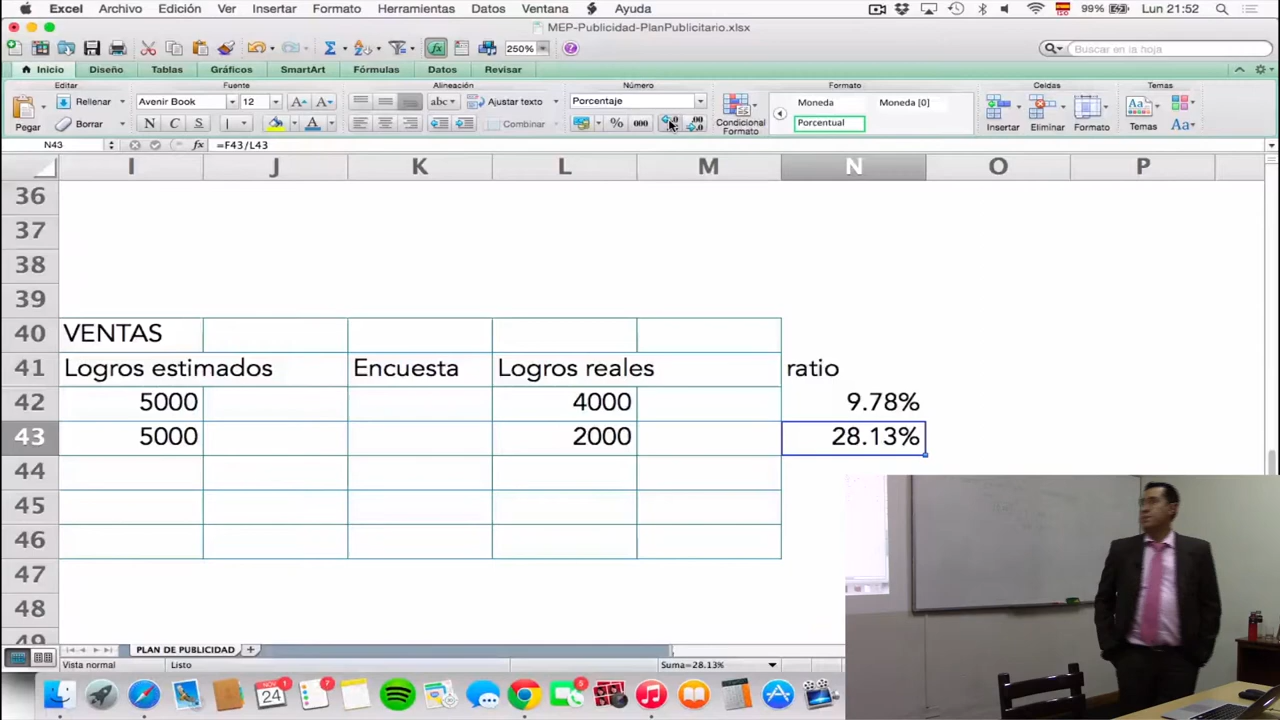 Excel Archivo Edición Ver Insertar Formato Herramientas Datos Ventana Ayuda 99% Lun 21:52
MEP-Publicidad-PlanPublicitario.xlsx
250% Buscar en la hoja
Inicio Diseño Tablas Gráficos SmartArt Fórmulas Datos Revisar
Editar Fuente Alineación Número Formato Celdas Temas
Rellenar Avenir Book 12 A A abc Ajustar texto Porcentaje Moneda Moneda [0]
Pegar Borrar N C S A Combinar % 000 Condicional Formato Porcentual Insertar Eliminar Formato Temas Aa
N43 fx =F43/L43
I J K L M N O P
36
37
38
39
40 VENTAS
41 Logros estimados Encuesta Logros reales ratio
42 5000 4000 9.78%
43 5000 2000 28.13%
44
45
46
47
48
49
PLAN DE PUBLICIDAD
Vista normal Listo Suma=28.13%
NOV 24